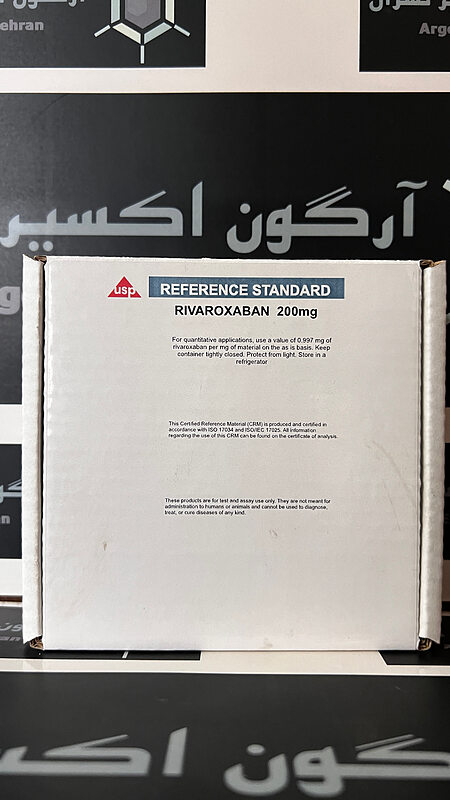 آرگون
ehran
Arge
آرگون اکسیر
usp
REFERENCE STANDARD
RIVAROXABAN 200mg
For quantitative applications, use a value of 0.997 mg of
rivaroxaban per mg of material on the as is basis. Keep
container tightly closed. Protect from light. Store in a
refrigerator
This Certified Reference Material (CRM) is produced and certified in
accordance with ISO 17034 and ISO/IEC 17025. All information
regarding the use of this CRM can be found on the certificate of analysis.
These products are for test and assay use only. They are not meant for
administration to humans or animals and cannot be used to diagnose,
treat, or cure diseases of any kind.